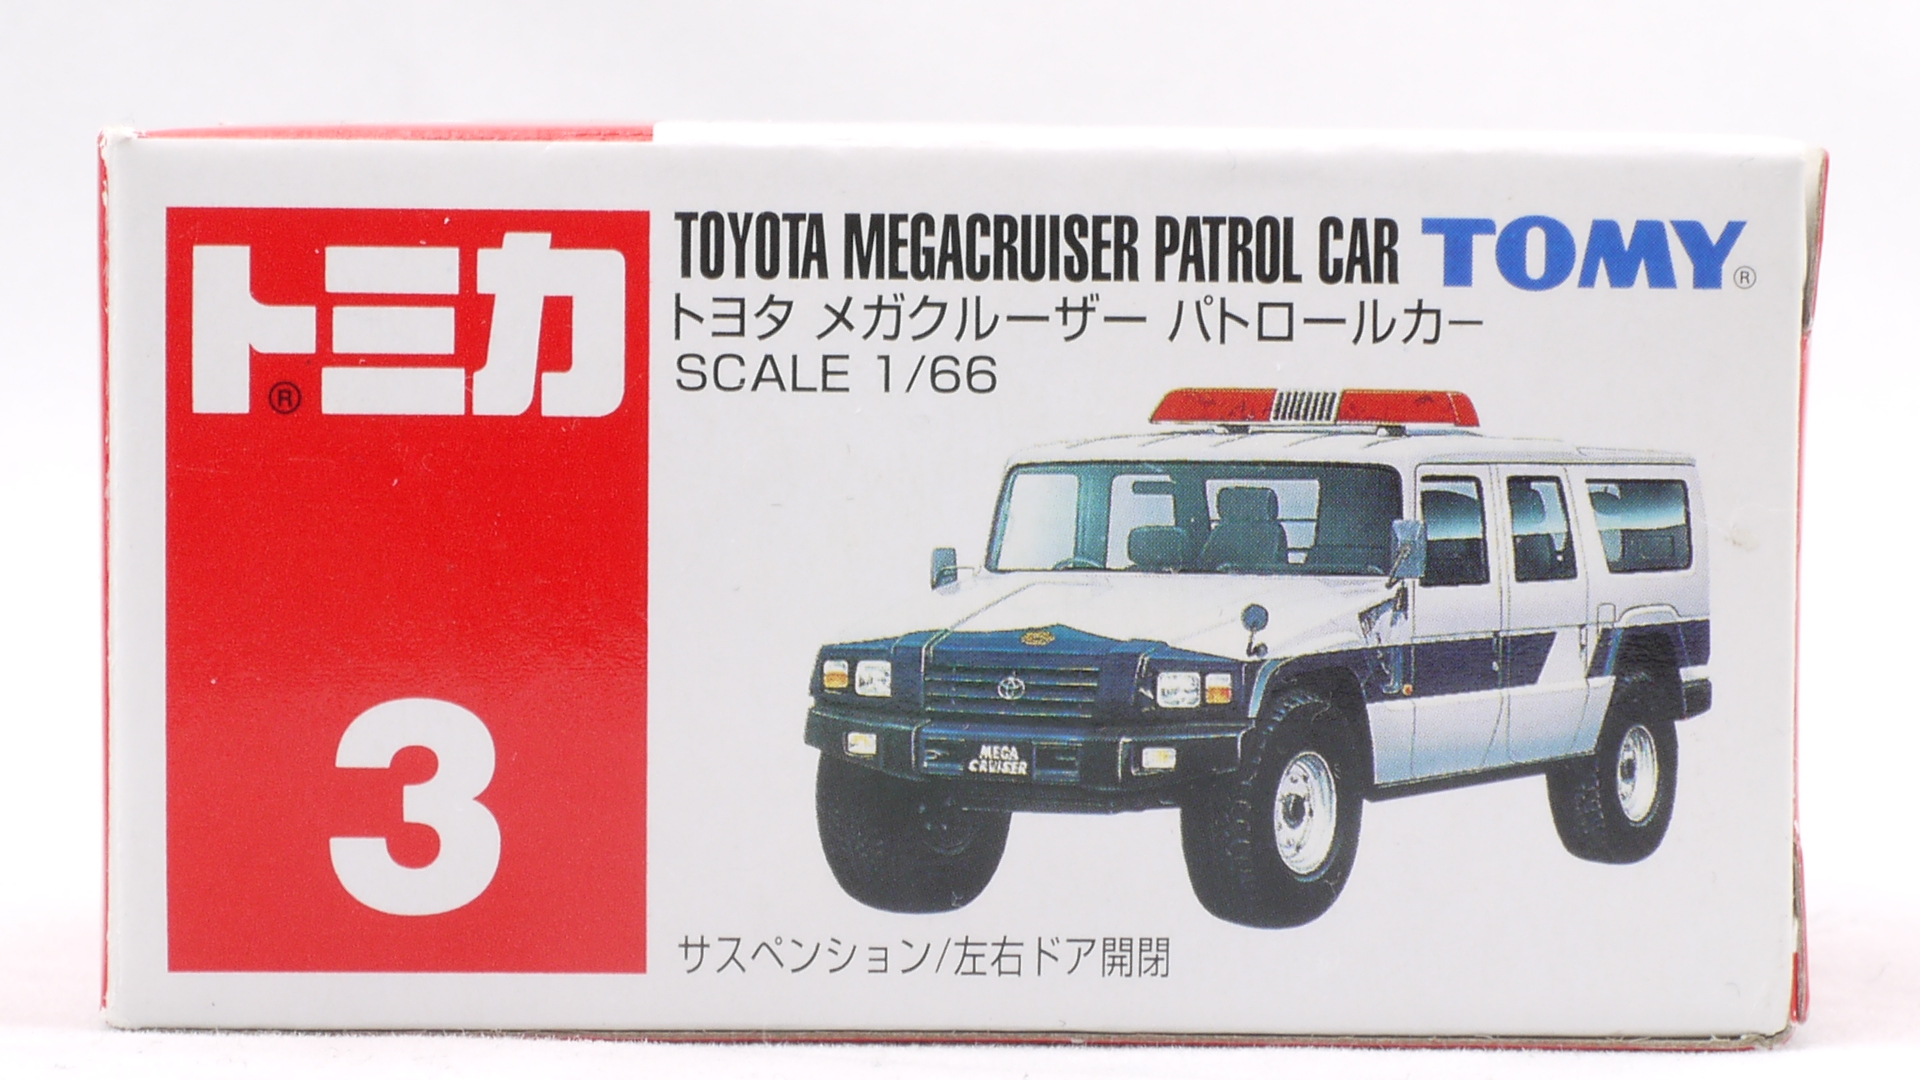 トミカ®
TOYOTA MEGACRUISER PATROL CAR TOMY®
トヨタ メガクルーザー パトロールカー
SCALE 1/66
MEGA
CRUISER
3
サスペンション/左右ドア開閉